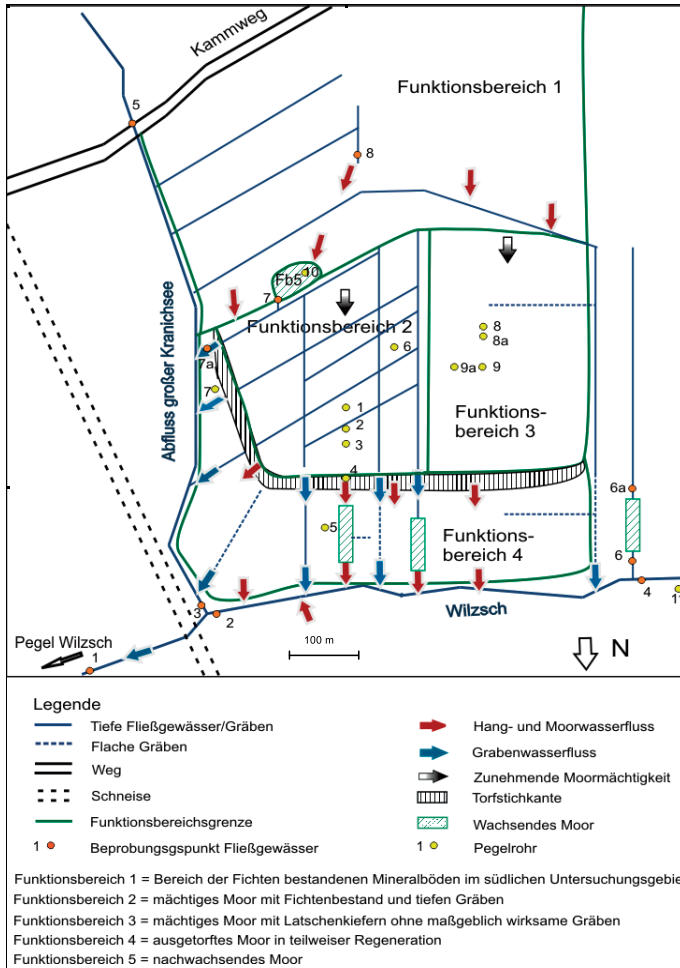 Kammweg
Funktionsbereich 1
5
8
Fb5
10
7
Funktionsbereich 2
Abfluss großer Kranichsee
7a
7
6
8
8a
9a
9
1
2
3
4
Funktions-
bereich 3
5
Funktions-
bereich 4
6a
6
4
11
3
2
Wilzsch
Pegel Wilzsch
1
100 m
N
Legende
Tiefe Fließgewässer/Gräben
Flache Gräben
Weg
Schneise
Funktionsbereichsgrenze
1 Beprobungsgspunkt Fließgewässer
Hang- und Moorwasserfluss
Grabenwasserfluss
Zunehmende Moormächtigkeit
Torfstichkante
Wachsendes Moor
1 Pegelrohr
Funktionsbereich 1 = Bereich der Fichten bestandenen Mineralböden im südlichen Untersuchungsgebie
Funktionsbereich 2 = mächtiges Moor mit Fichtenbestand und tiefen Gräben
Funktionsbereich 3 = mächtiges Moor mit Latschenkiefern ohne maßgeblich wirksame Gräben
Funktionsbereich 4 = ausgetorftes Moor in teilweiser Regeneration
Funktionsbereich 5 = nachwachsendes Moor